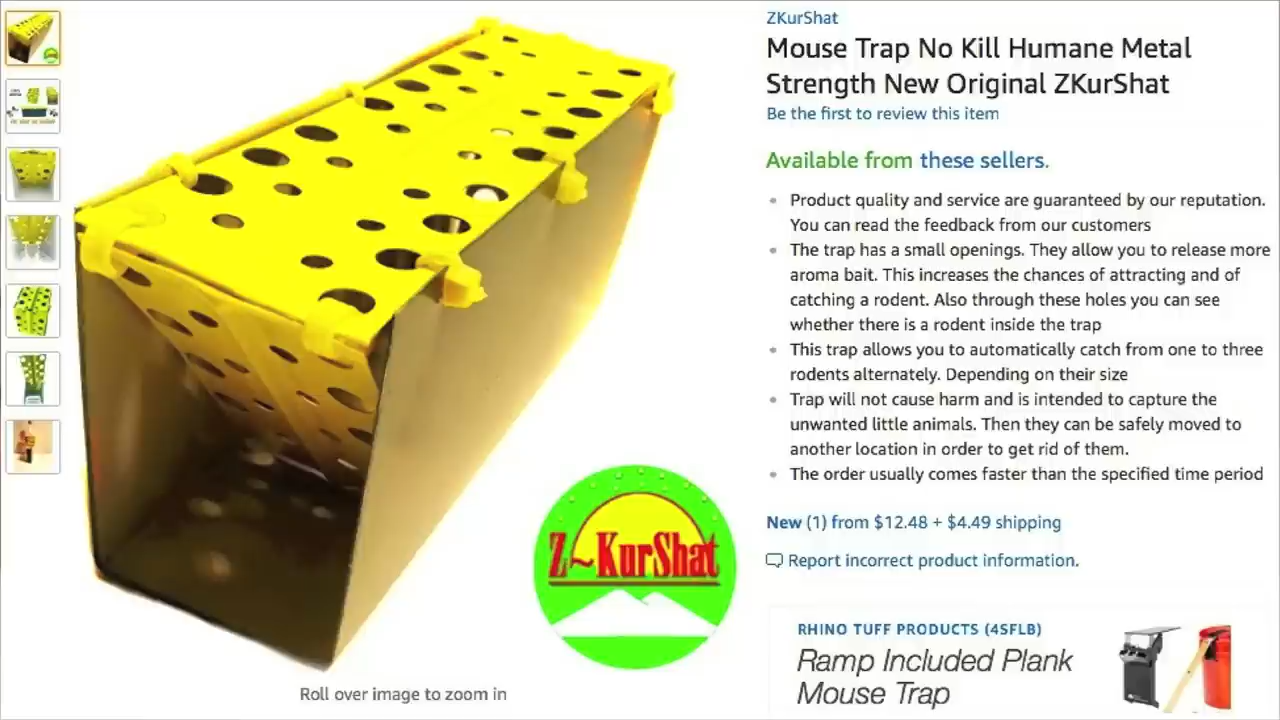 ZKurShat
Mouse Trap No Kill Humane Metal
Strength New Original ZKurShat
Be the first to review this item
Available from these sellers.
Product quality and service are guaranteed by our reputation.
You can read the feedback from our customers
The trap has a small openings. They allow you to release more
aroma bait. This increases the chances of attracting and of
catching a rodent. Also through these holes you can see
whether there is a rodent inside the trap
This trap allows you to automatically catch from one to three
rodents alternately. Depending on their size
Trap will not cause harm and is intended to capture the
unwanted little animals. Then they can be safely moved to
another location in order to get rid of them.
The order usually comes faster than the specified time period
New (1) from $12.48 + $4.49 shipping
Report incorrect product information.
Z~KurShat
RHINO TUFF PRODUCTS (45FLB)
Ramp Included Plank
Mouse Trap
Roll over image to zoom in